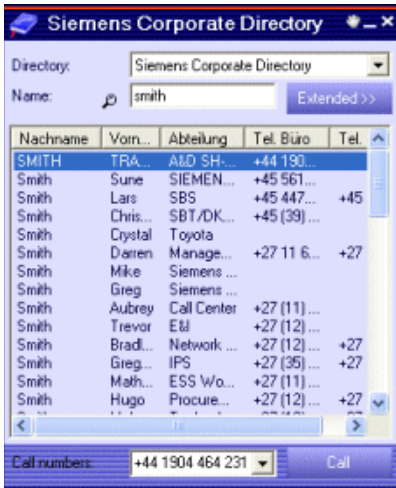 Siemens Corporate Directory
Directory: Siemens Corporate Directory
Name: smith Extended >>
Nachname Vorn... Abteilung Tel. Büro Tel.
SMITH TRA... A&D SH-... +44 190...
Smith Sune SIEMEN... +45 561...
Smith Lars SBS +45 447... +45
Smith Chris... SBT/DK... +45 (39) ...
Smith Crystal Toyota
Smith Darren Manage... +27 11 6... +27
Smith Mike Siemens ...
Smith Greg Siemens ...
Smith Aubrey Call Center +27 (11) ...
Smith Trevor E&I +27 (12) ...
Smith Bradl... Network ... +27 (12) ... +27
Smith Greg... IPS +27 (35) ... +27
Smith Math... ESS Wo... +27 (11) ...
Smith Hugo Procure... +27 (12) ... +27
Call numbers: +44 1904 464 231 Call